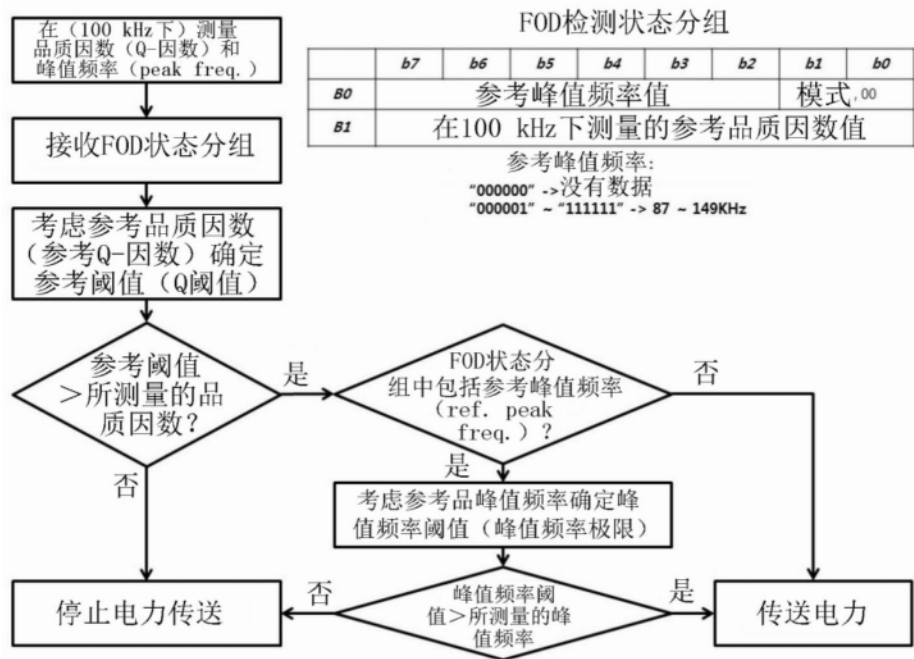 在（100 kHz下）测量
品质因数（Q-因数）和
峰值频率（peak freq.）
接收FOD状态分组
考虑参考品质因数
（参考Q-因数）确定
参考阈值（Q阈值）
参考阈值
＞所测量的品
质因数？
是
否
FOD检测状态分组
b7 b6 b5 b4 b3 b2 b1 b0
B0 参考峰值频率值 模式,00
B1 在100 kHz下测量的参考品质因数值
参考峰值频率:
“000000” ->没有数据
“000001” ~ “111111” -> 87 ~ 149KHz
FOD状态分
组中包括参考峰值频率
（ref. peak
freq.）？
否
是
考虑参考品峰值频率确定峰
值频率阈值（峰值频率极限）
峰值频率阈
值＞所测量的峰
值频率
否
是
停止电力传送
传送电力